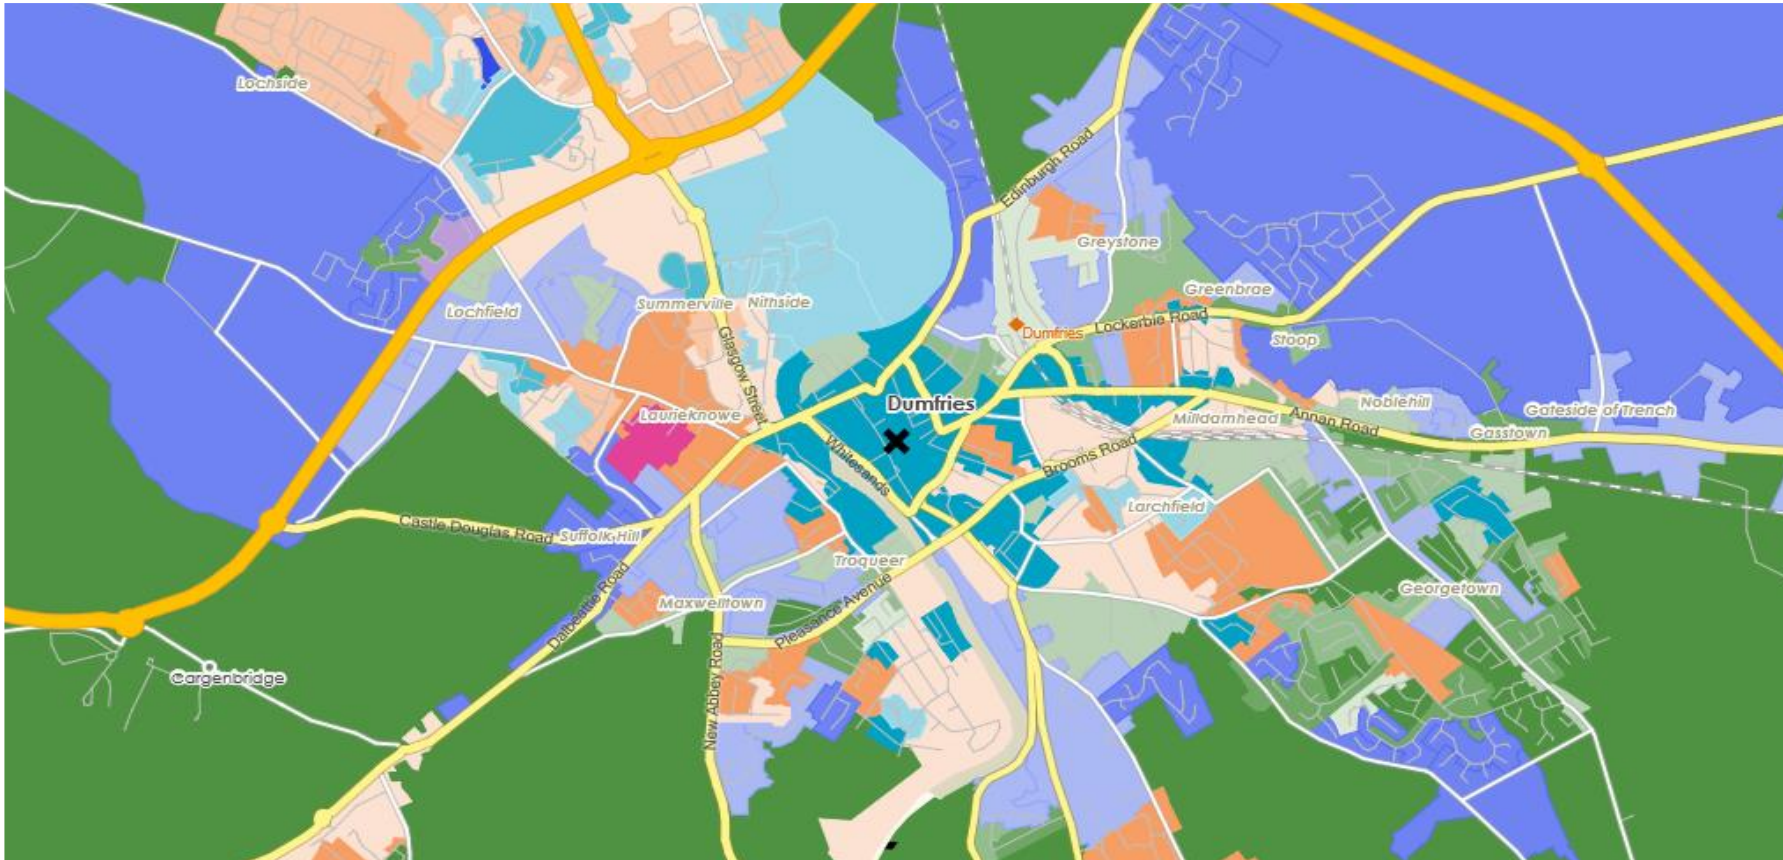 Lochside
Edinburgh Road
Greystone
Greenbrae
Lochfield
Summerville
Nithside
Lockerbie Road
Dumfries
Stoop
Glasgow Street
Laurieknowe
Dumfries
Noblehill
Milldamhead
Annan Road
Gateside of Trench
Gasstown
Whitesands
Brooms Road
Larchfield
Castle Douglas Road
Suffolk Hill
Troqueer
Georgetown
Maxwelltown
Dalbeattie Road
Pleasance Avenue
New Abbey Road
Cargenbridge